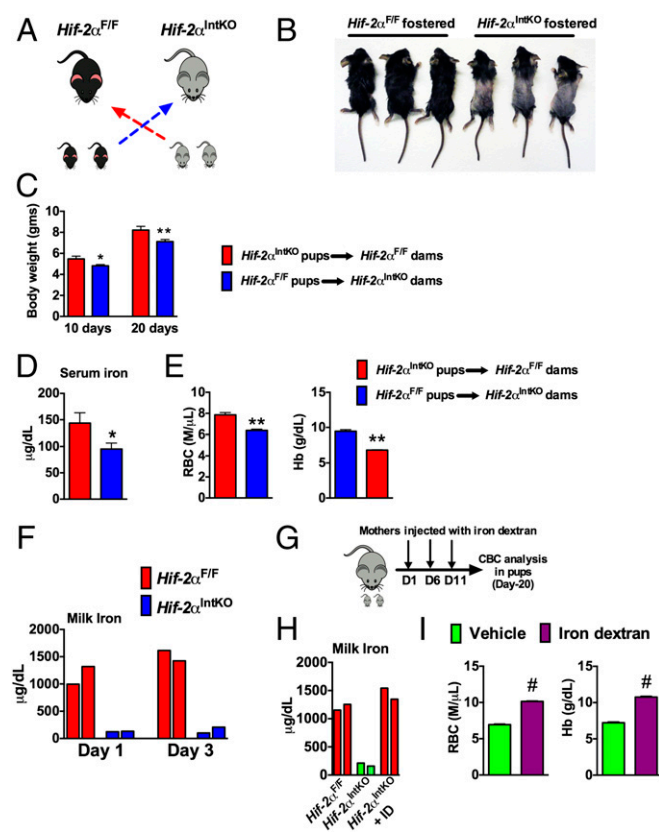 A
Hif-2α^F/F
Hif-2α^IntKO
B
Hif-2α^F/F fostered
Hif-2α^IntKO fostered
C
Body weight (gms)
10
8
6
4
2
0
*
**
10 days
20 days
Hif-2α^IntKO pups → Hif-2α^F/F dams
Hif-2α^F/F pups → Hif-2α^IntKO dams
D
Serum iron
µg/dL
200
150
100
50
0
*
E
Hif-2α^IntKO pups → Hif-2α^F/F dams
Hif-2α^F/F pups → Hif-2α^IntKO dams
RBC (M/µL)
10
8
6
4
2
0
**
Hb (g/dL)
15
10
5
0
**
F
Hif-2α^F/F
Hif-2α^IntKO
Milk Iron
µg/dL
2000
1500
1000
500
0
Day 1
Day 3
G
Mothers injected with iron dextran
D1
D6
D11
CBC analysis
in pups
(Day-20)
H
Milk Iron
µg/dL
2000
1500
1000
500
0
Hif-2α^F/F
Hif-2α^IntKO
Hif-2α^IntKO
+ ID
I
Vehicle
Iron dextran
RBC (M/µL)
15
10
5
0
#
Hb (g/dL)
15
10
5
0
#